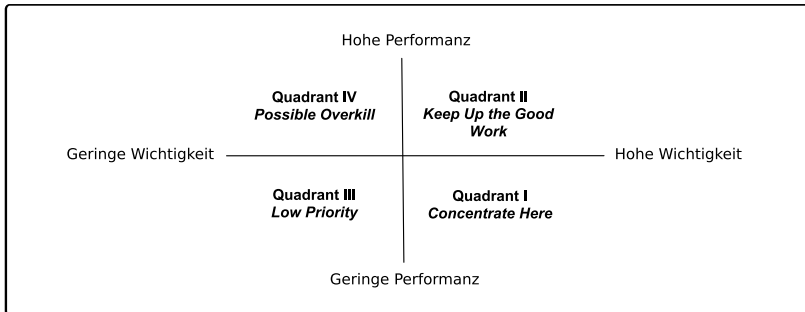 Hohe Performanz
Quadrant IV
Possible Overkill
Quadrant II
Keep Up the Good
Work
Geringe Wichtigkeit
Hohe Wichtigkeit
Quadrant III
Low Priority
Quadrant I
Concentrate Here
Geringe Performanz